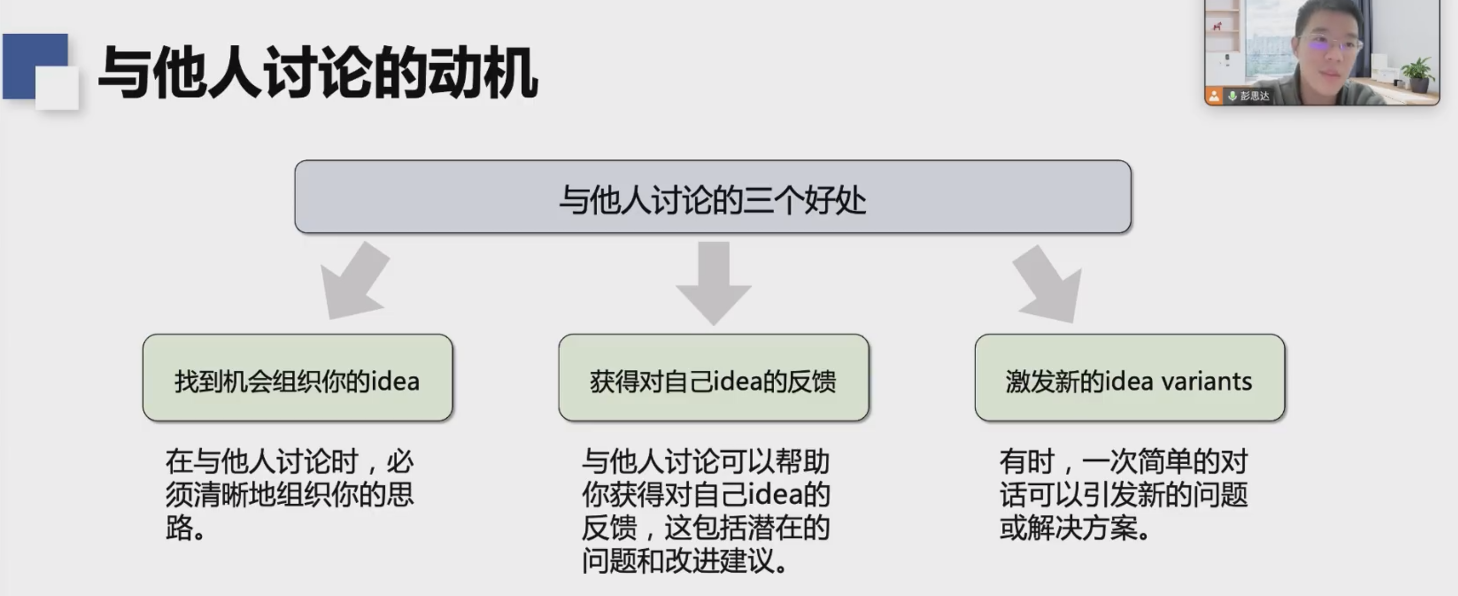 与他人讨论的动机
彭思达
与他人讨论的三个好处
找到机会组织你的idea
获得对自己idea的反馈
激发新的idea variants
在与他人讨论时，必
须清晰地组织你的思
路。
与他人讨论可以帮助
你获得对自己idea的
反馈，这包括潜在的
问题和改进建议。
有时，一次简单的对
话可以引发新的问题
或解决方案。